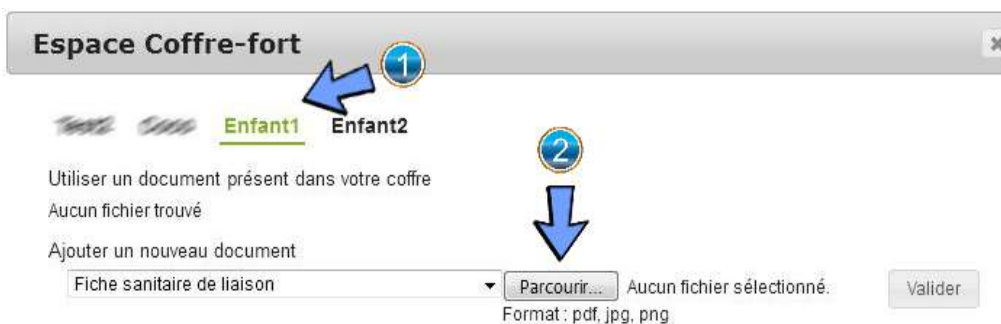 Espace Coffre-fort
1
Enfant1 Enfant2
2
Utiliser un document présent dans votre coffre
Aucun fichier trouvé
Ajouter un nouveau document
Fiche sanitaire de liaison Parcourir... Aucun fichier sélectionné. Valider
Format : pdf, jpg, png